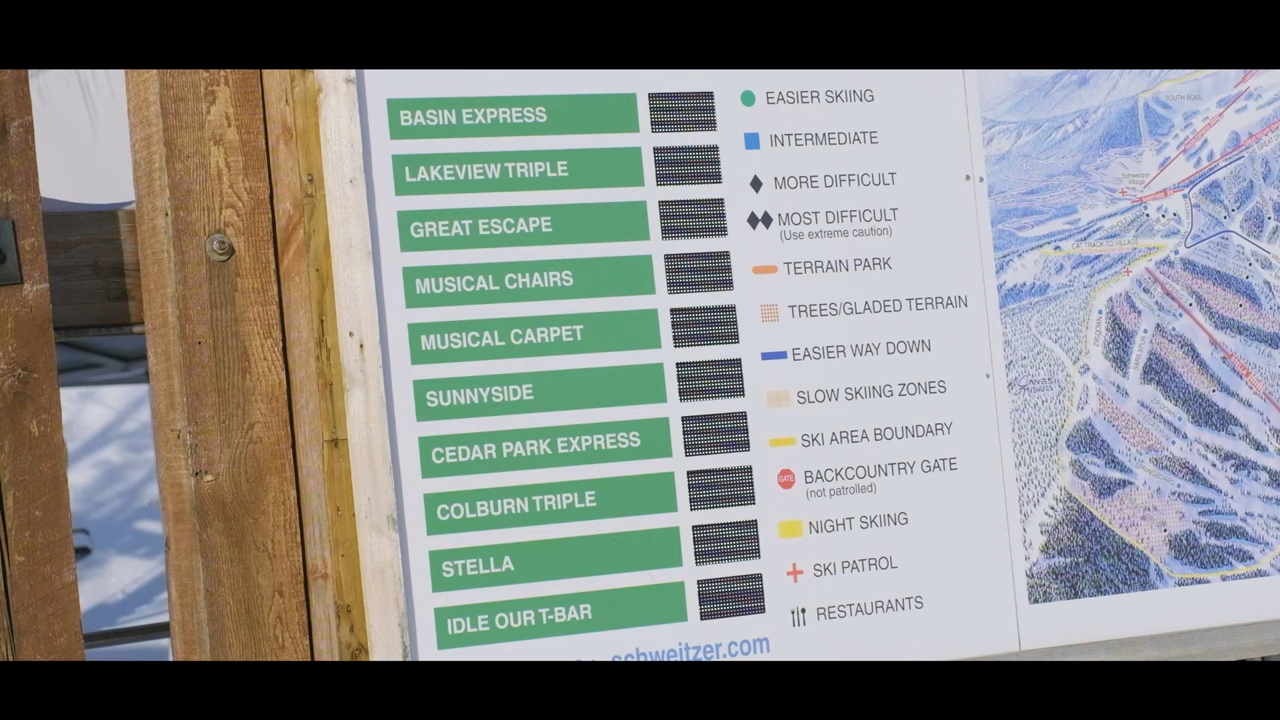 BASIN EXPRESS
LAKEVIEW TRIPLE
GREAT ESCAPE
MUSICAL CHAIRS
MUSICAL CARPET
SUNNYSIDE
CEDAR PARK EXPRESS
COLBURN TRIPLE
STELLA
IDLE OUR T-BAR
schweitzer.com
EASIER SKIING
INTERMEDIATE
MORE DIFFICULT
MOST DIFFICULT
(Use extreme caution)
TERRAIN PARK
TREES/GLADED TERRAIN
EASIER WAY DOWN
SLOW SKIING ZONES
SKI AREA BOUNDARY
GATE
BACKCOUNTRY GATE
(not patrolled)
NIGHT SKIING
SKI PATROL
RESTAURANTS
SOUTH BOWL
Schweitzer
Village
CAT TRACK TO VILLAGE